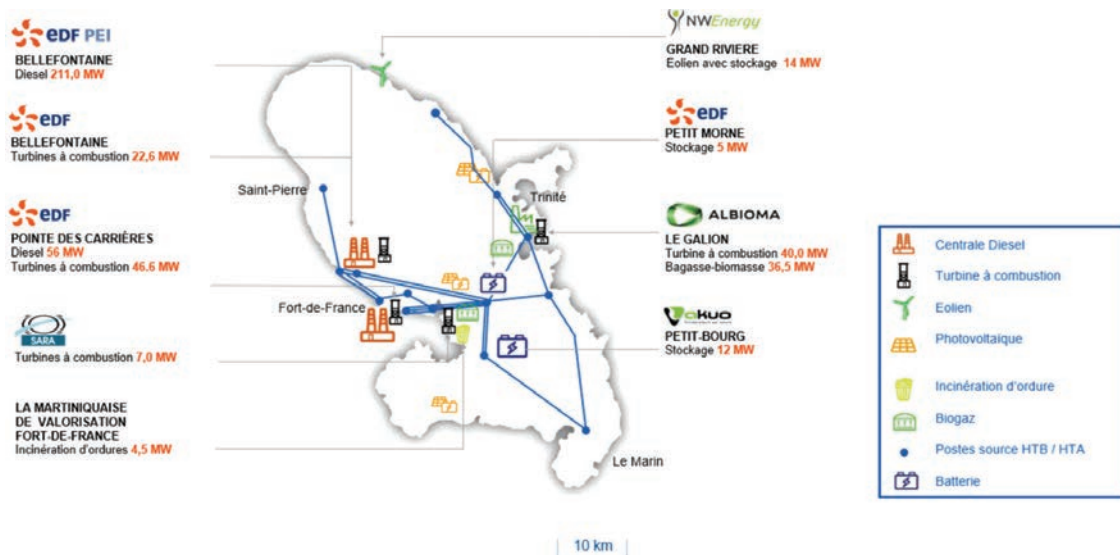 eDF PEI
BELLEFONTAINE
Diesel 211,0 MW
eDF
BELLEFONTAINE
Turbines à combustion 22,6 MW
eDF
POINTE DES CARRIÈRES
Diesel 56 MW
Turbines à combustion 46.6 MW
SARA
Turbines à combustion 7,0 MW
LA MARTINIQUAISE
DE VALORISATION
FORT-DE-FRANCE
Incinération d'ordures 4,5 MW
Saint-Pierre
Fort-de-France
Trinité
Le Marin
NWEnergy
GRAND RIVIERE
Eolien avec stockage 14 MW
eDF
PETIT MORNE
Stockage 5 MW
ALBIOMA
LE GALION
Turbine à combustion 40,0 MW
Bagasse-biomasse 36,5 MW
akuo
PETIT-BOURG
Stockage 12 MW
Centrale Diesel
Turbine à combustion
Eolien
Photovoltaïque
Incinération d'ordure
Biogaz
Postes source HTB / HTA
Batterie
10 km